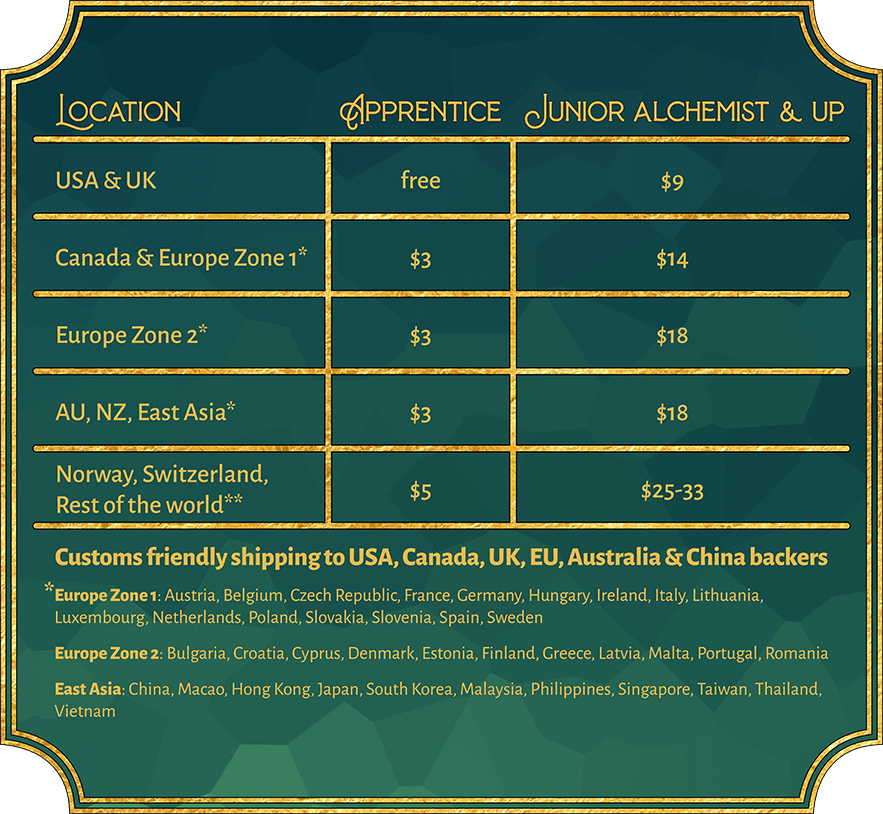 Location Apprentice Junior alchemist & up
USA & UK free $9
Canada & Europe Zone 1* $3 $14
Europe Zone 2* $3 $18
AU, NZ, East Asia* $3 $18
Norway, Switzerland,
Rest of the world** $5 $25-33
Customs friendly shipping to USA, Canada, UK, EU, Australia & China backers
*Europe Zone 1: Austria, Belgium, Czech Republic, France, Germany, Hungary, Ireland, Italy, Lithuania,
Luxembourg, Netherlands, Poland, Slovakia, Slovenia, Spain, Sweden
Europe Zone 2: Bulgaria, Croatia, Cyprus, Denmark, Estonia, Finland, Greece, Latvia, Malta, Portugal, Romania
East Asia: China, Macao, Hong Kong, Japan, South Korea, Malaysia, Philippines, Singapore, Taiwan, Thailand,
Vietnam